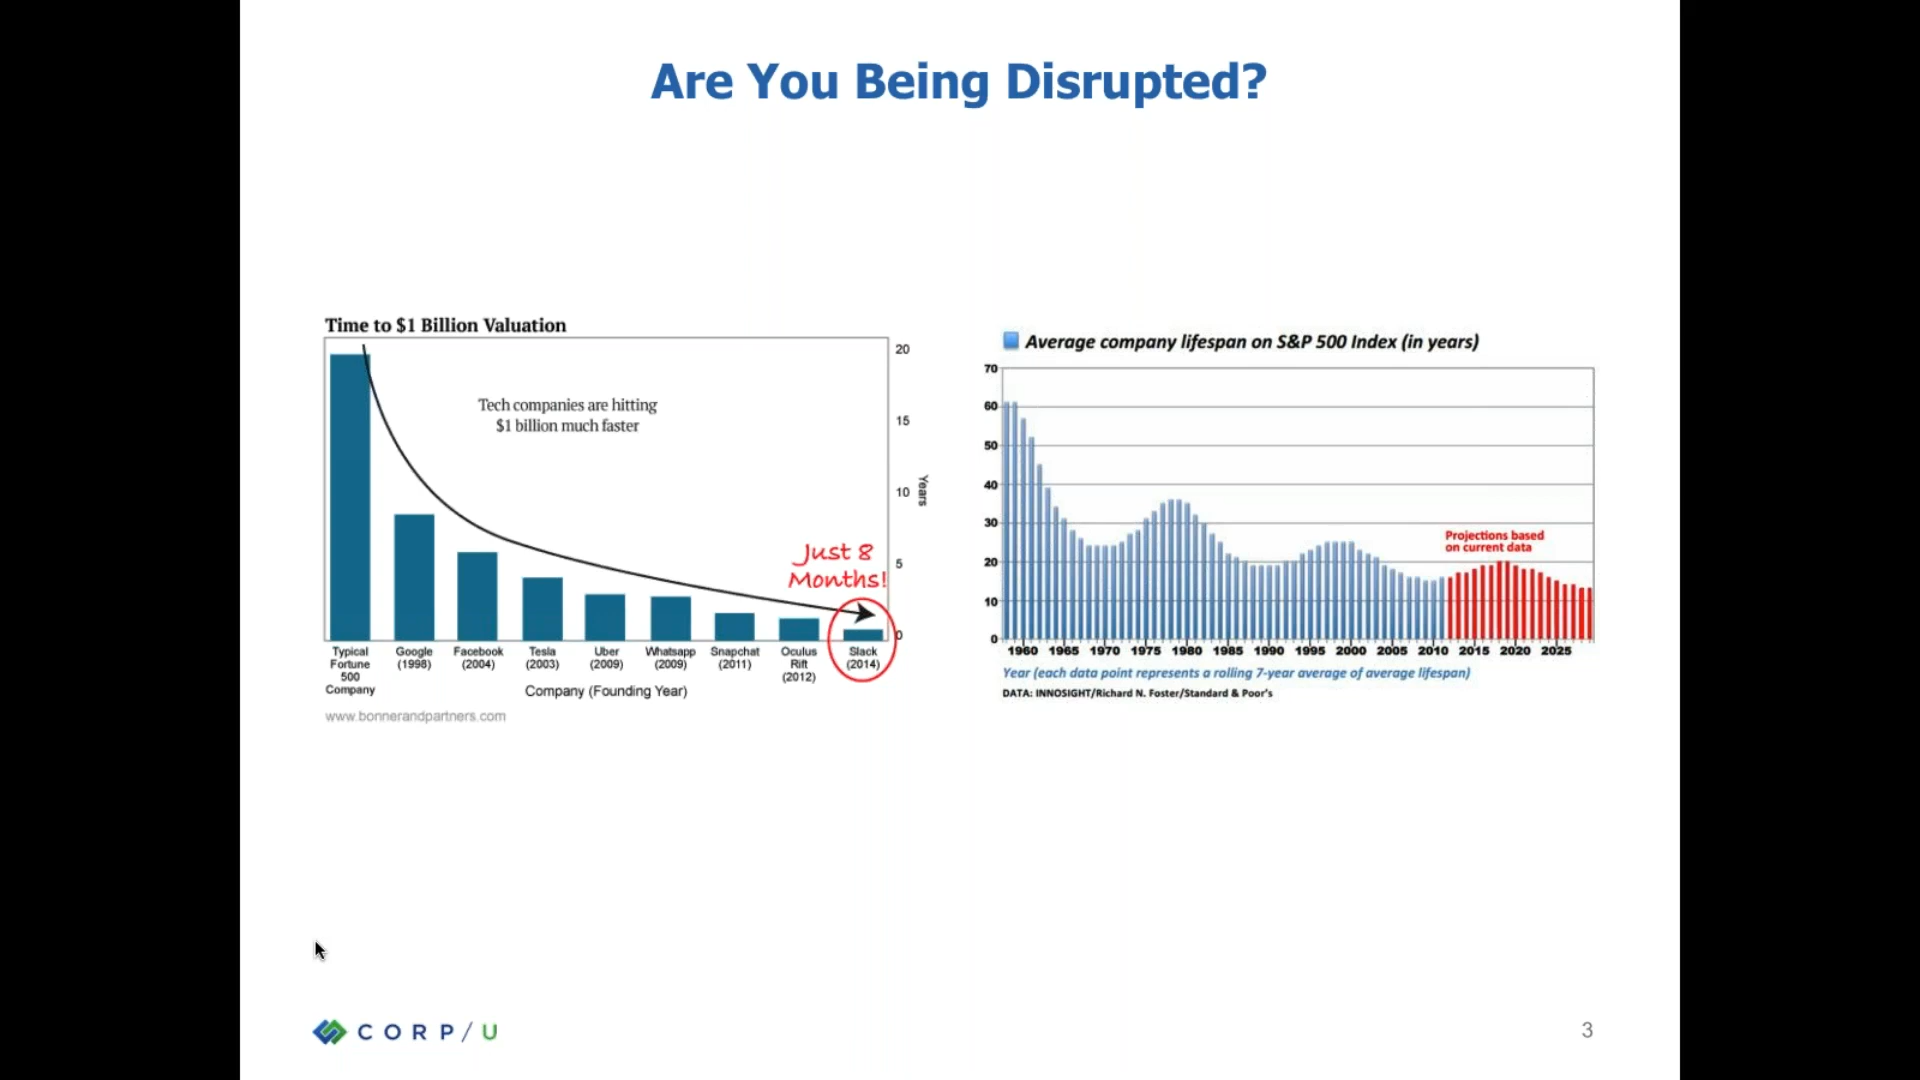 Are You Being Disrupted?
Time to $1 Billion Valuation
20
15
10
5
0
Years
Tech companies are hitting
$1 billion much faster
Just 8
Months!
Typical Fortune 500 Company
Google (1998)
Facebook (2004)
Tesla (2003)
Uber (2009)
Whatsapp (2009)
Snapchat (2011)
Oculus Rift (2012)
Slack (2014)
Company (Founding Year)
www.bonnerandpartners.com
Average company lifespan on S&P 500 Index (in years)
70
60
50
40
30
20
10
0
Projections based
on current data
1960 1965 1970 1975 1980 1985 1990 1995 2000 2005 2010 2015 2020 2025
Year (each data point represents a rolling 7-year average of average lifespan)
DATA: INNOSIGHT/Richard N. Foster/Standard & Poor's
CORP/U
3